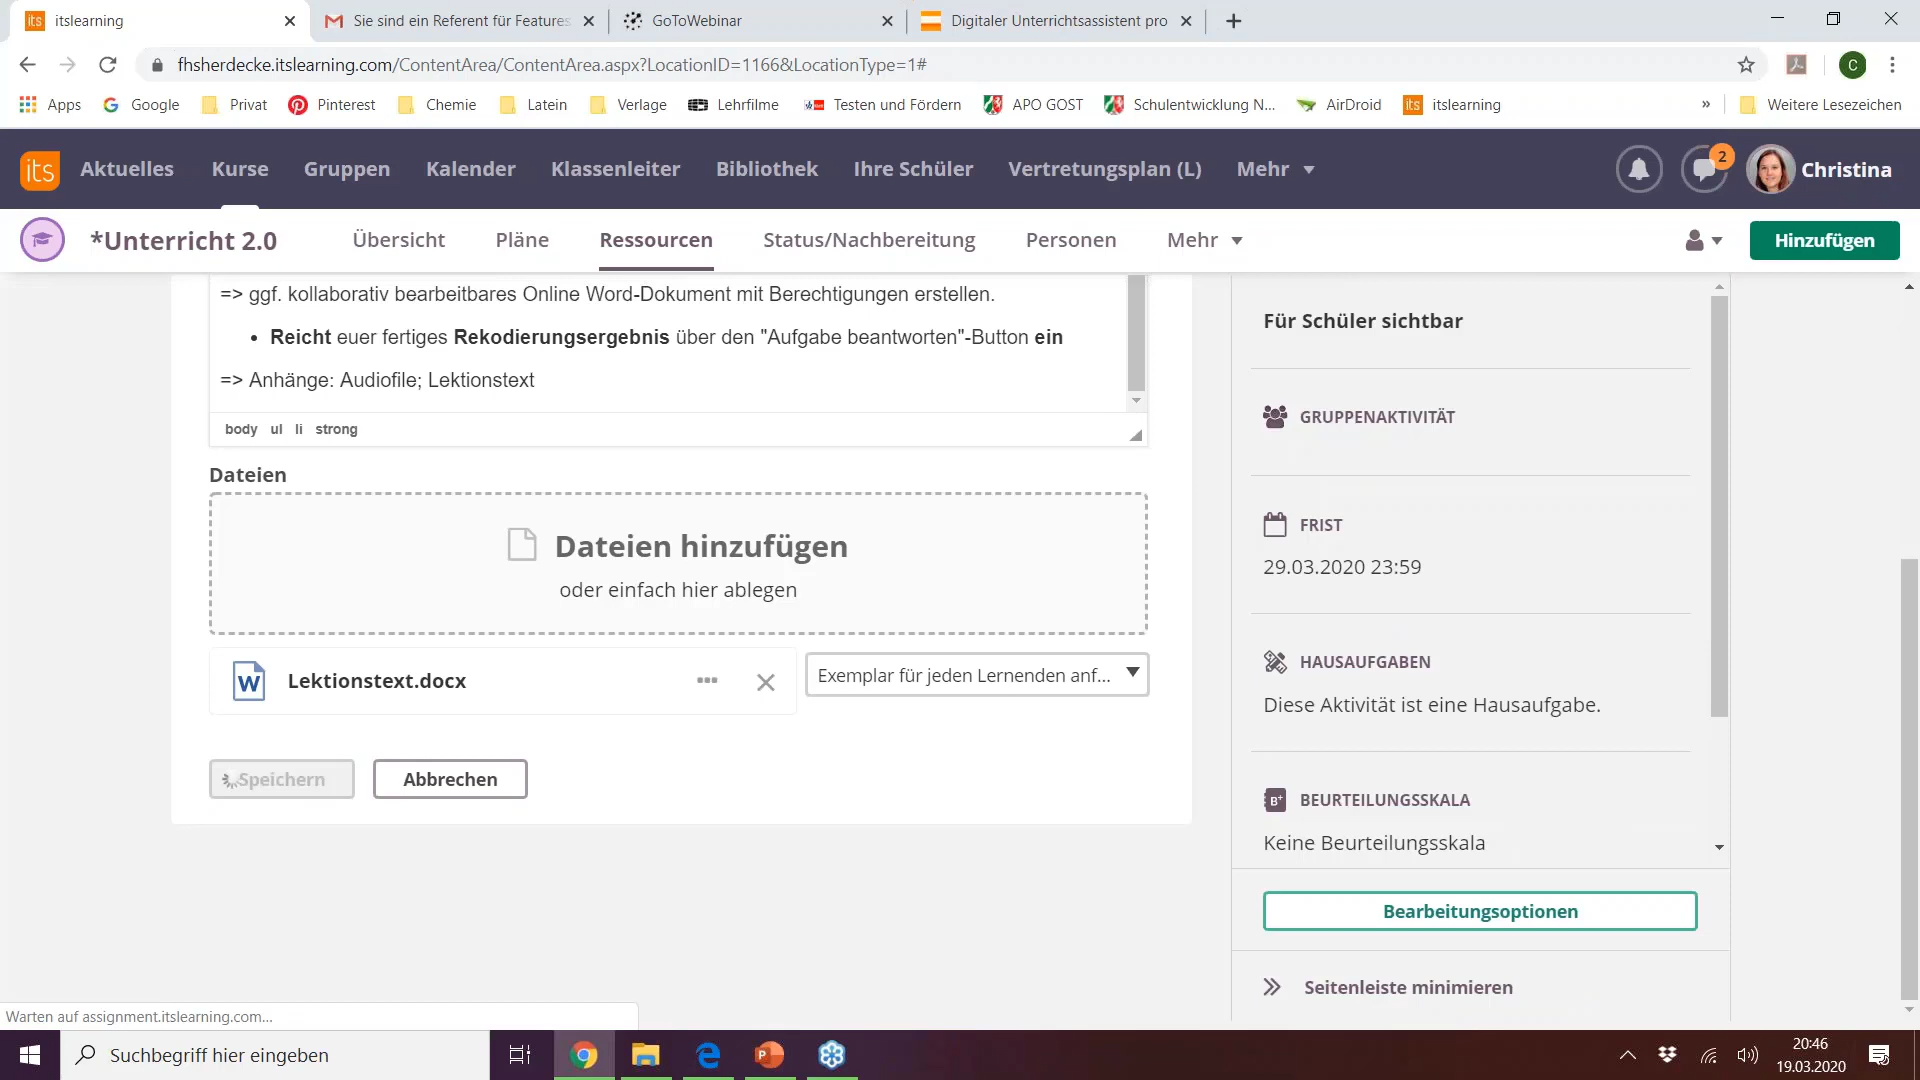 its itslearning
Sie sind ein Referent für Features
GoToWebinar
Digitaler Unterrichtsassistent pro
fhsherdecke.itslearning.com/ContentArea/ContentArea.aspx?LocationID=1166&LocationType=1#
C
Apps Google Privat Pinterest Chemie Latein Verlage Lehrfilme Testen und Fördern APO GOST Schulentwicklung N... AirDroid its itslearning » Weitere Lesezeichen
its Aktuelles Kurse Gruppen Kalender Klassenleiter Bibliothek Ihre Schüler Vertretungsplan (L) Mehr 2 Christina
*Unterricht 2.0 Übersicht Pläne Ressourcen Status/Nachbereitung Personen Mehr Hinzufügen
=> ggf. kollaborativ bearbeitbares Online Word-Dokument mit Berechtigungen erstellen.
• Reicht euer fertiges Rekodierungsergebnis über den "Aufgabe beantworten"-Button ein
=> Anhänge: Audiofile; Lektionstext
body ul li strong
Dateien
Dateien hinzufügen
oder einfach hier ablegen
W Lektionstext.docx
Exemplar für jeden Lernenden anf...
Speichern Abbrechen
Für Schüler sichtbar
GRUPPENAKTIVITÄT
FRIST
29.03.2020 23:59
HAUSAUFGABEN
Diese Aktivität ist eine Hausaufgabe.
B+ BEURTEILUNGSSKALA
Keine Beurteilungsskala
Bearbeitungsoptionen
Seitenleiste minimieren
Warten auf assignment.itslearning.com...
Suchbegriff hier eingeben
20:46
19.03.2020